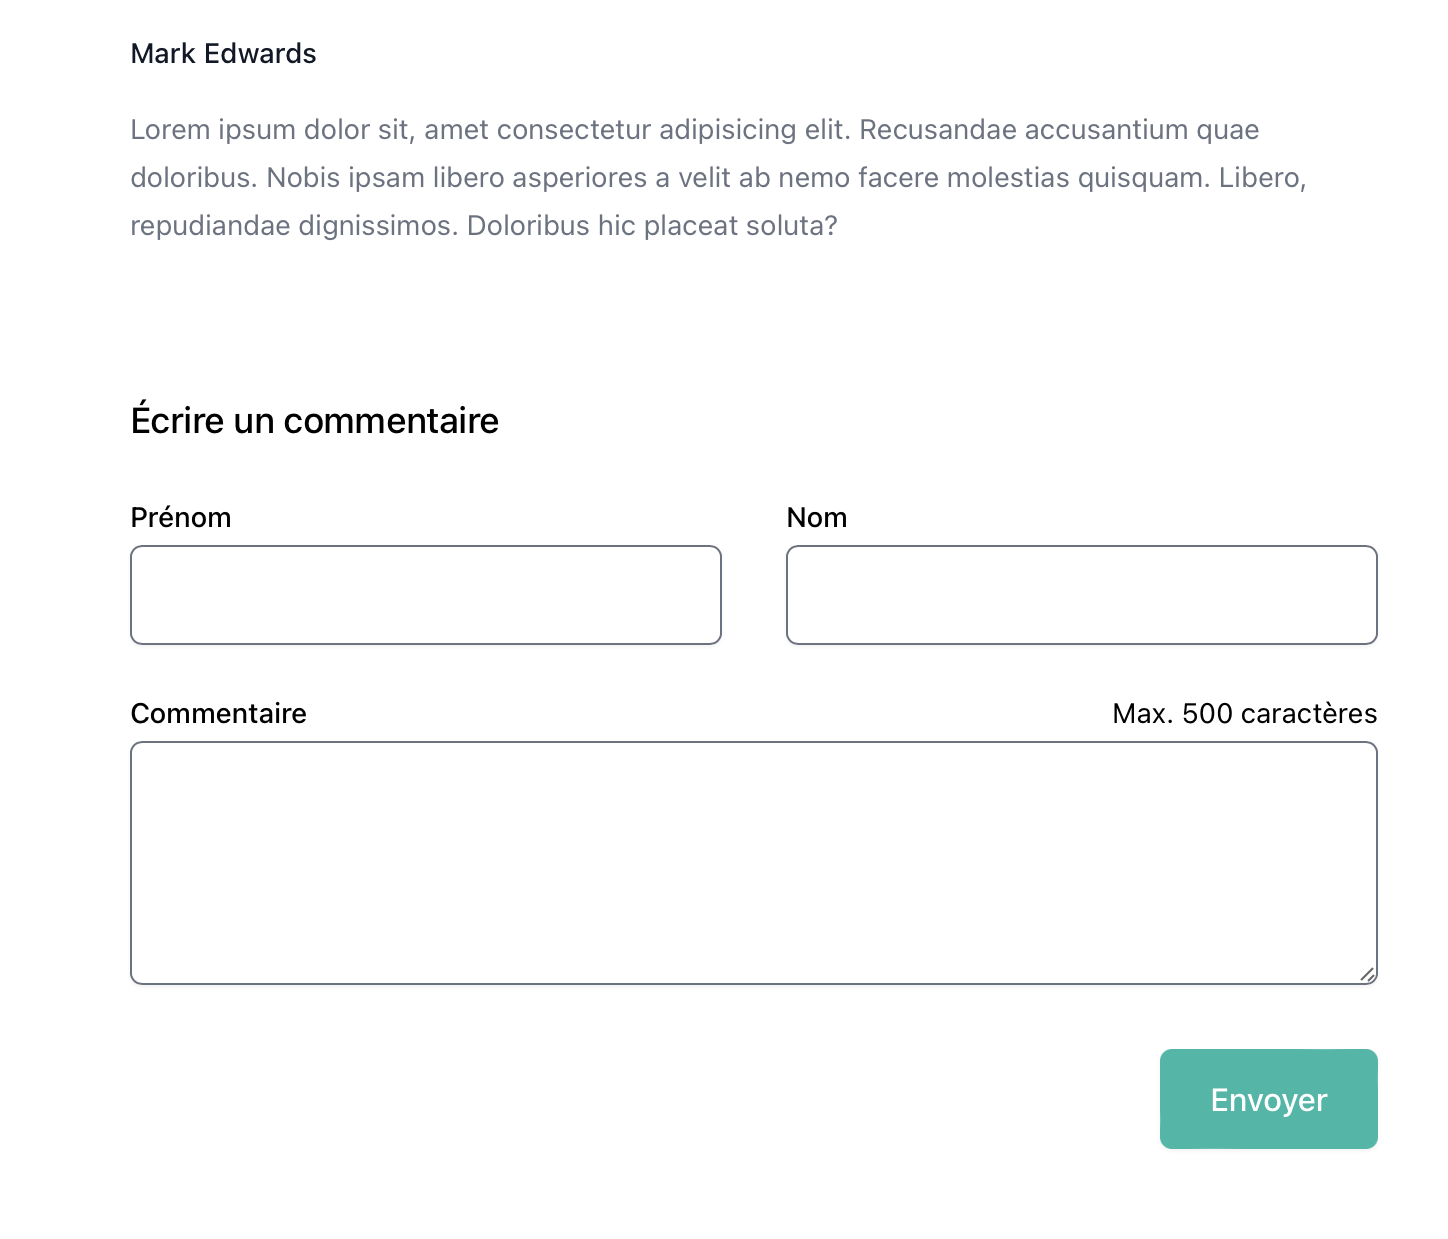 Mark Edwards
Lorem ipsum dolor sit, amet consectetur adipisicing elit. Recusandae accusantium quae
doloribus. Nobis ipsam libero asperiores a velit ab nemo facere molestias quisquam. Libero,
repudiandae dignissimos. Doloribus hic placeat soluta?
Écrire un commentaire
Prénom
Nom
Commentaire
Max. 500 caractères
Envoyer